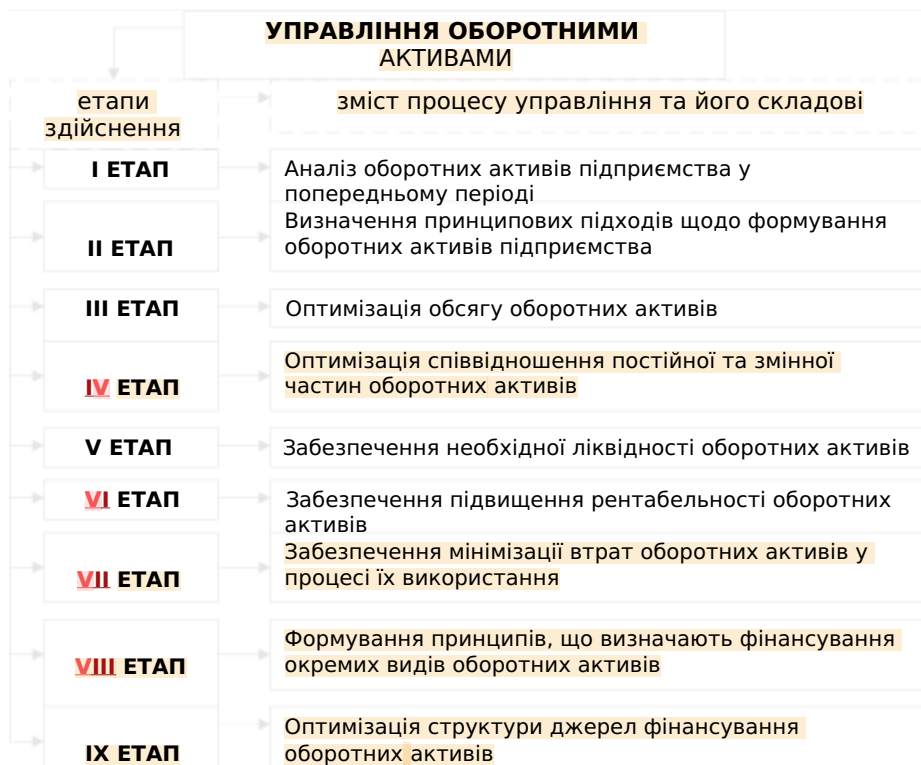 УПРАВЛІННЯ ОБОРОТНИМИ
АКТИВАМИ
етапи
здійснення
зміст процесу управління та його складові
І ЕТАП
Аналіз оборотних активів підприємства у
попередньому періоді
ІІ ЕТАП
Визначення принципових підходів щодо формування
оборотних активів підприємства
ІІІ ЕТАП
Оптимізація обсягу оборотних активів
IV ЕТАП
Оптимізація співвідношення постійної та змінної
частин оборотних активів
V ЕТАП
Забезпечення необхідної ліквідності оборотних активів
VI ЕТАП
Забезпечення підвищення рентабельності оборотних
активів
VII ЕТАП
Забезпечення мінімізації втрат оборотних активів у
процесі їх використання
VIII ЕТАП
Формування принципів, що визначають фінансування
окремих видів оборотних активів
IX ЕТАП
Оптимізація структури джерел фінансування
оборотних активів